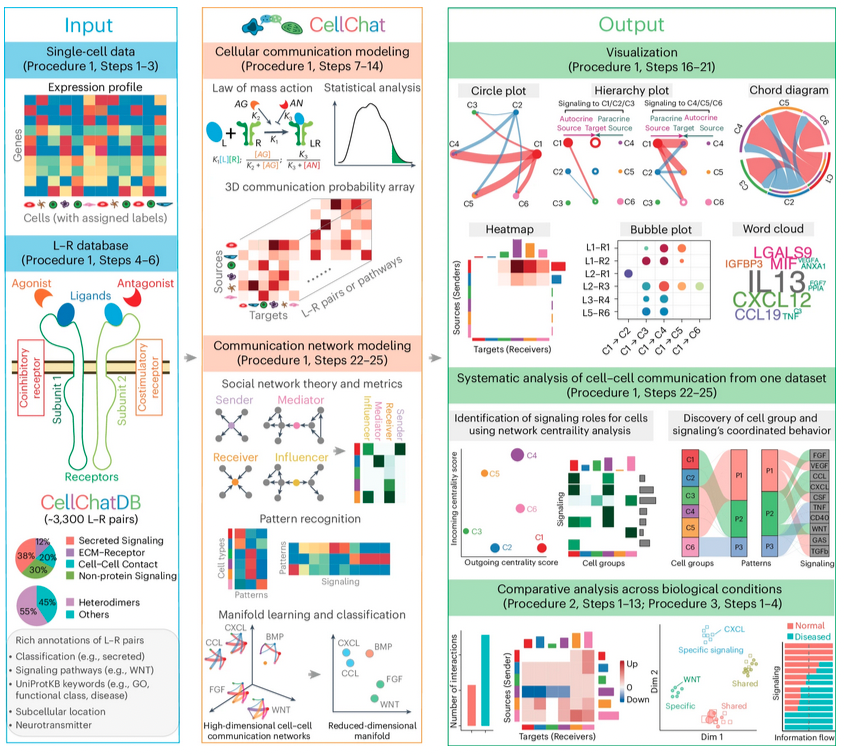 Input
Single-cell data
(Procedure 1, Steps 1–3)
Expression profile
Genes
Cells (with assigned labels)
L–R database
(Procedure 1, Steps 4–6)
Agonist
Antagonist
Ligands
Coinhibitory
receptor
Subunit 1
Subunit 2
Costimulatory
receptor
Receptors
CellChatDB
(~3,300 L–R pairs)
12%
38%
20%
30%
Secreted Signaling
ECM-Receptor
Cell–Cell Contact
Non-protein Signaling
45%
55%
Heterodimers
Others
Rich annotations of L–R pairs
• Classification (e.g., secreted)
• Signaling pathways (e.g., WNT)
• UniProtKB keywords (e.g., GO,
functional class, disease)
• Subcellular location
• Neurotransmitter
CellChat
Cellular communication modeling
(Procedure 1, Steps 7–14)
Law of mass action
Statistical analysis
AG
AN
K2
K3
L
+
R
K1
LR
K1[L][R];
[AG]
K2 + [AG]
;
K3
K3 + [AN]
3D communication probability array
Sources
Targets
L–R pairs or pathways
Communication network modeling
(Procedure 1, Steps 22–25)
Social network theory and metrics
Sender
Mediator
Receiver
Influencer
Influencer
Mediator
Receiver
Sender
Pattern recognition
Cell types
Patterns
Patterns
Signaling
Manifold learning and classification
CXCL
CCL
BMP
FGF
WNT
High-dimensional cell–cell
communication networks
CXCL
BMP
CCL
FGF
WNT
Reduced-dimensional
manifold
Output
Visualization
(Procedure 1, Steps 16–21)
Circle plot
C3
C2
C4
C1
C5
C6
Hierarchy plot
Signaling to C1/C2/C3
Signaling to C4/C5/C6
Autocrine
Paracrine
Source
Target
Source
Paracrine
Autocrine
Source
Target
Source
C1
C4
C1
C4
C2
C5
C2
C5
C3
C6
C3
C6
Chord diagram
C5
C4
C6
C3
C1
C2
Heatmap
Sources (Senders)
Targets (Receivers)
Bubble plot
L1–R1
L1–R2
L2–R1
L2–R3
L3–R4
L5–R6
C1 → C2
C1 → C3
C1 → C4
C1 → C5
C1 → C6
Word cloud
LGALS9
IGFBP3
MIF
VEGFA
ANXA1
IL13
FGF7
PPIA
CXCL12
CCL19
TNF
Systematic analysis of cell–cell communication from one dataset
(Procedure 1, Steps 22–25)
Identification of signaling roles for cells
using network centraility analysis
Incoming centrality score
C4
C5
C6
C3
C2
C1
Outgoing centrality score
Signaling
Cell groups
Discovery of cell group and
signaling's coordinated behavior
C1
C2
C3
C4
C5
C6
P1
P2
P3
P1
P2
P3
FGF
VEGF
CCL
CXCL
CSF
TNF
CD40
WNT
GAS
TGFb
Cell groups
Patterns
Signaling
Comparative analysis across biological conditions
(Procedure 2, Steps 1–13; Procedure 3, Steps 1–4)
Number of interactions
Sources (Sender)
Targets (Receivers)
Up
0
Down
Dim 2
CXCL
Specific signaling
Shared
WNT
Specific
Shared
Dim 1
Normal
Diseased
Signaling
Information flow